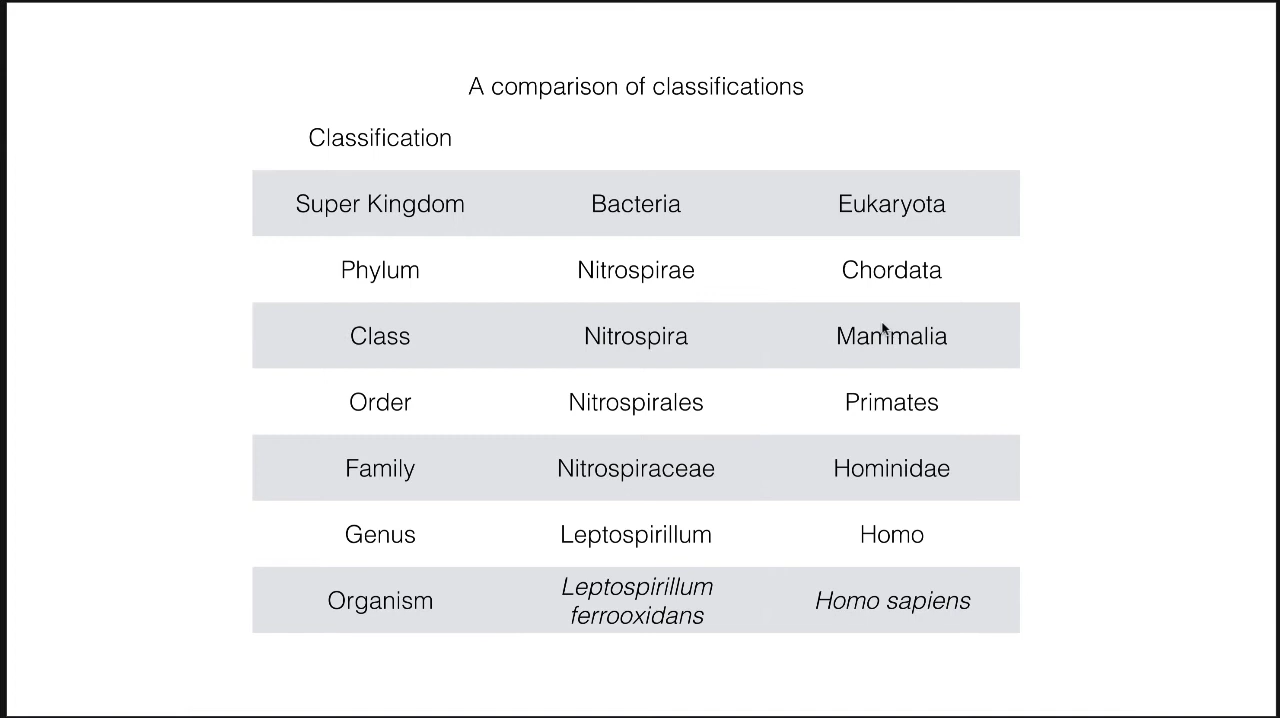 A comparison of classifications
Classification
Super Kingdom Bacteria Eukaryota
Phylum Nitrospirae Chordata
Class Nitrospira Mammalia
Order Nitrospirales Primates
Family Nitrospiraceae Hominidae
Genus Leptospirillum Homo
Organism Leptospirillum ferrooxidans Homo sapiens